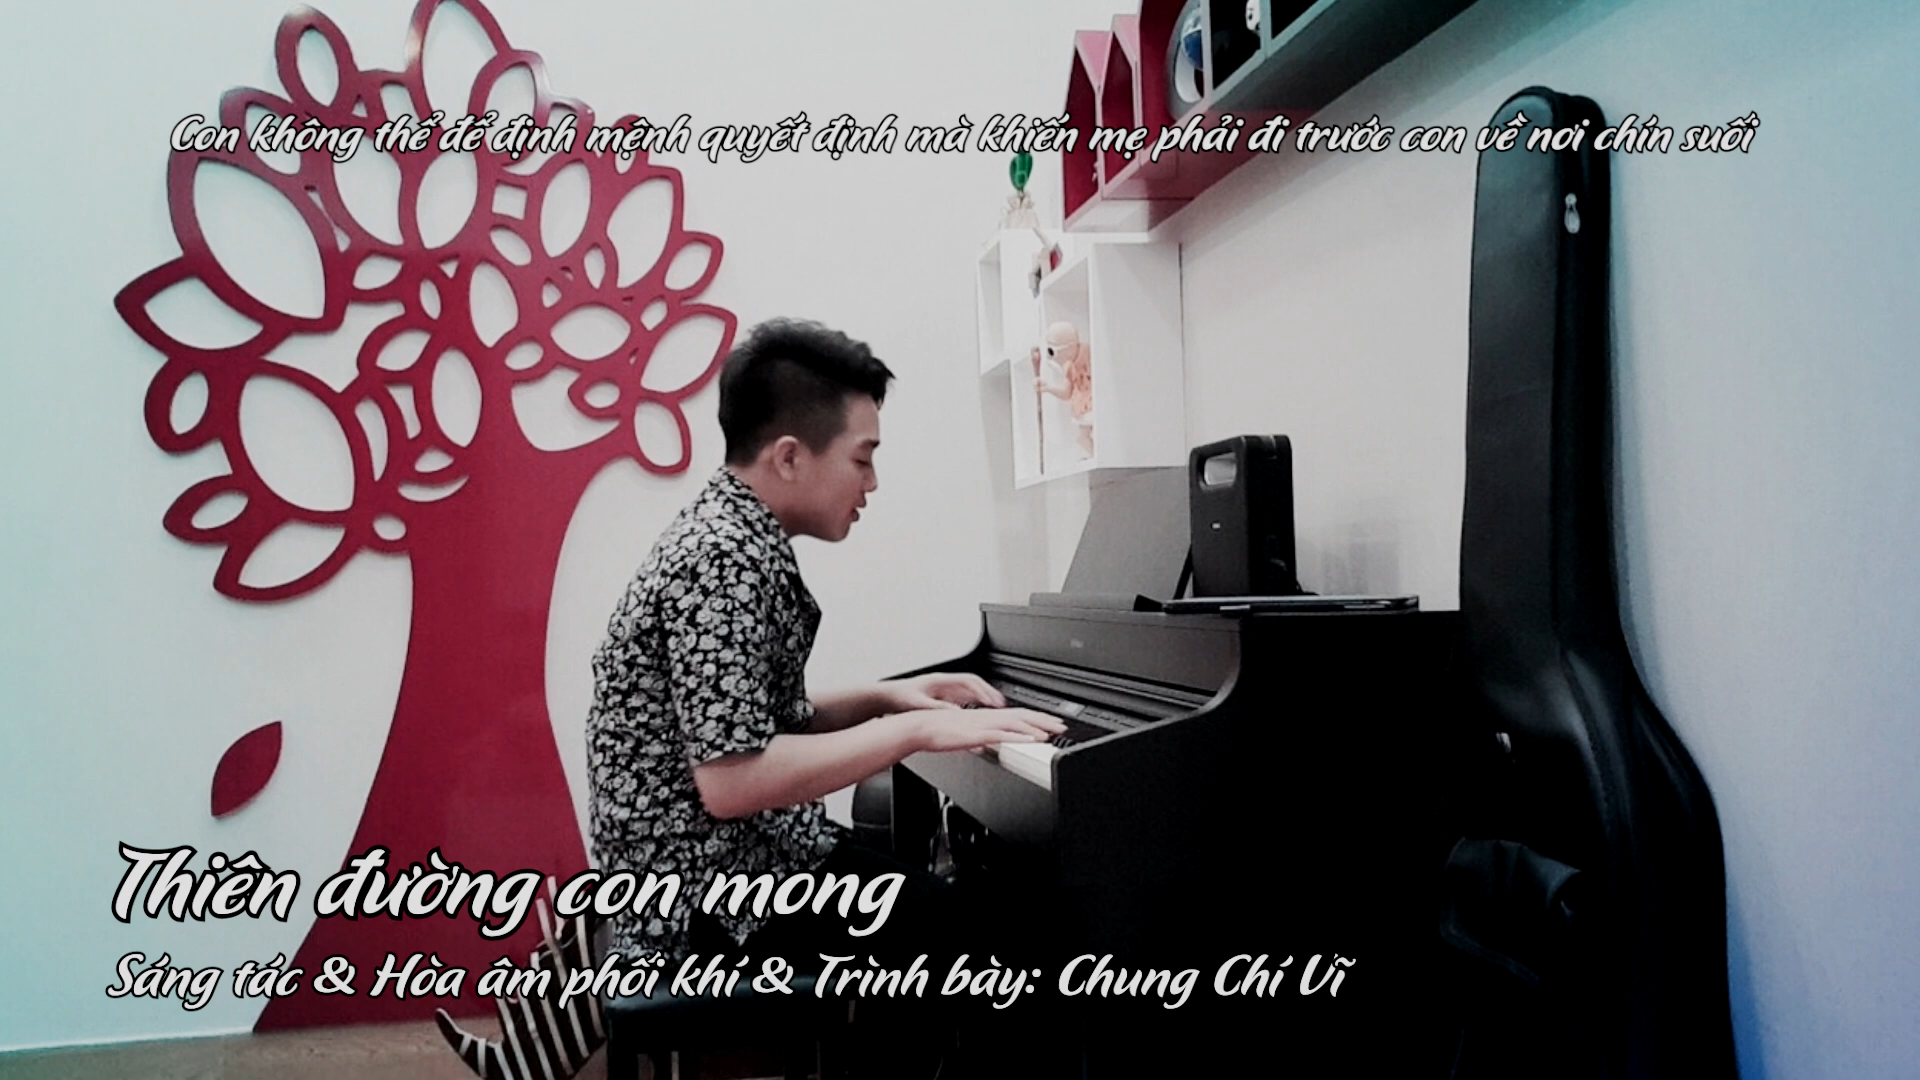 Con không thể để định mệnh quyết định mà khiến mẹ phải đi trước con về nơi chín suối
Thiên đường con mong
Sáng tác & Hòa âm phối khí & Trình bày: Chung Chí Vĩ